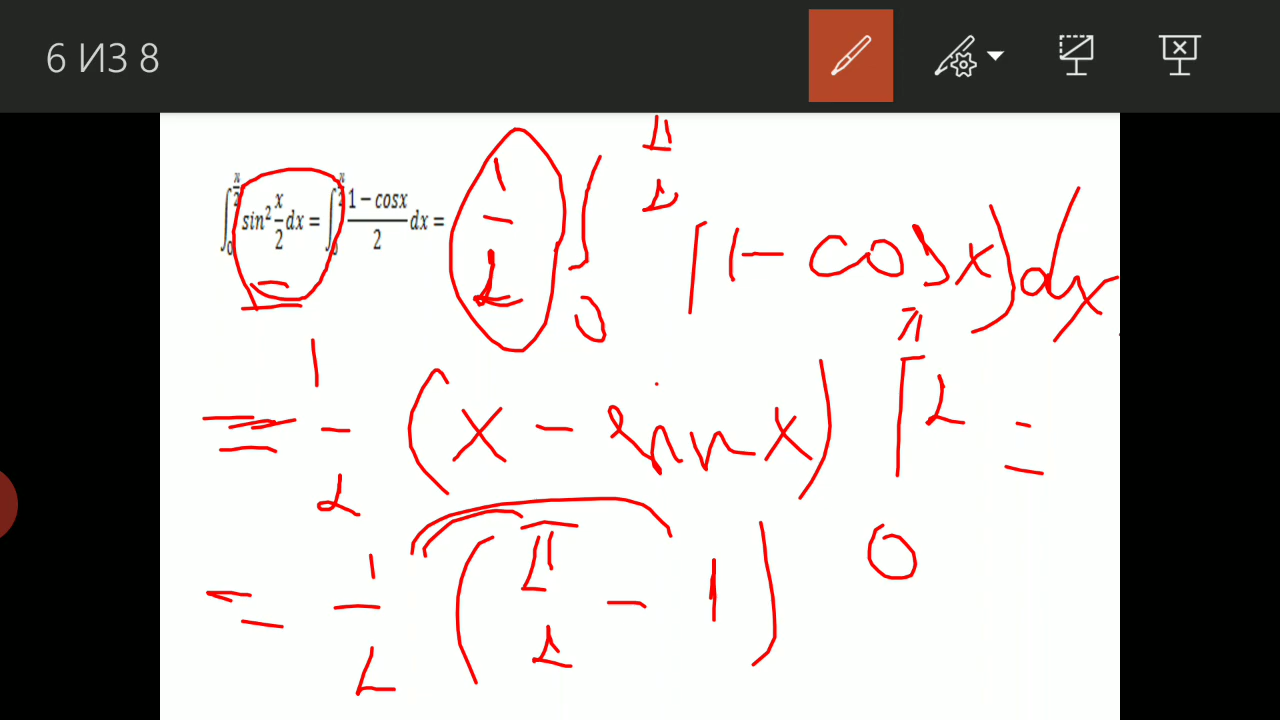 6 ИЗ 8
∫₀^(π/2) sin² x/2 dx = ∫₀^(π/2) (1 − cosx)/2 dx = 1/2 ∫₀^(π/2) (1 − cosx) dx
= 1/2 (x − sinx) |₀^(π/2) =
= 1/2 (π/2 − 1)